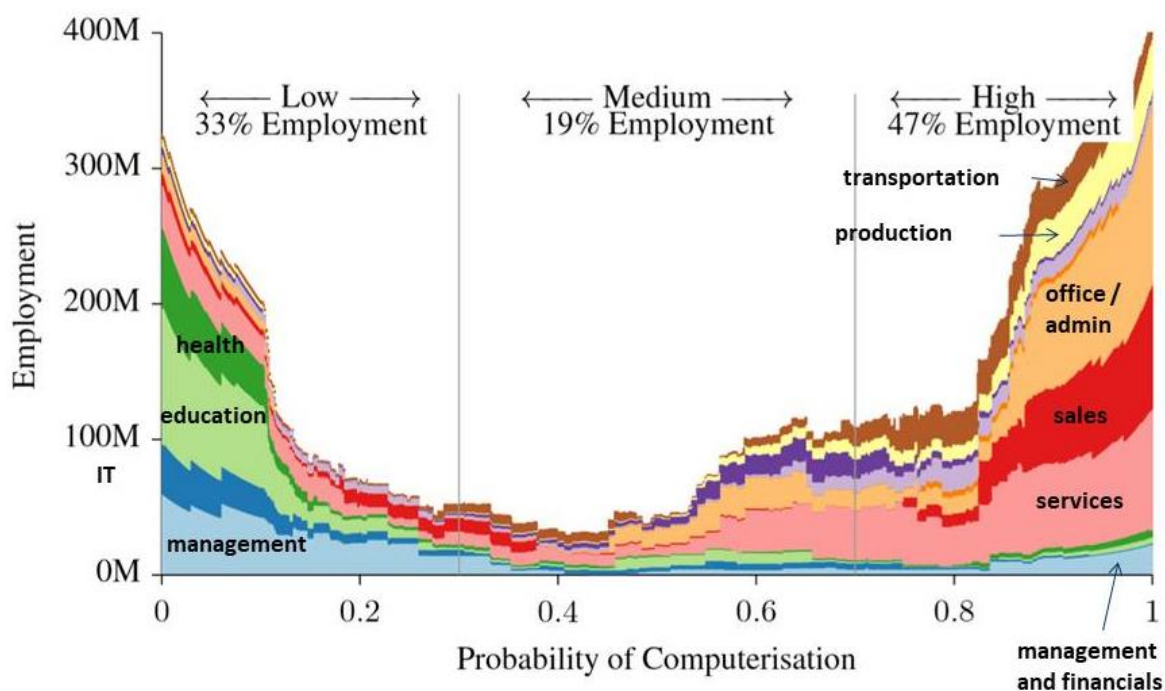 400M
300M
200M
100M
0M
Employment
IT
Low
33% Employment
Medium
19% Employment
High
47% Employment
transportation
production
office /
admin
health
education
sales
services
management
0
0.2
0.4
0.6
0.8
1
Probability of Computerisation
management
and financials